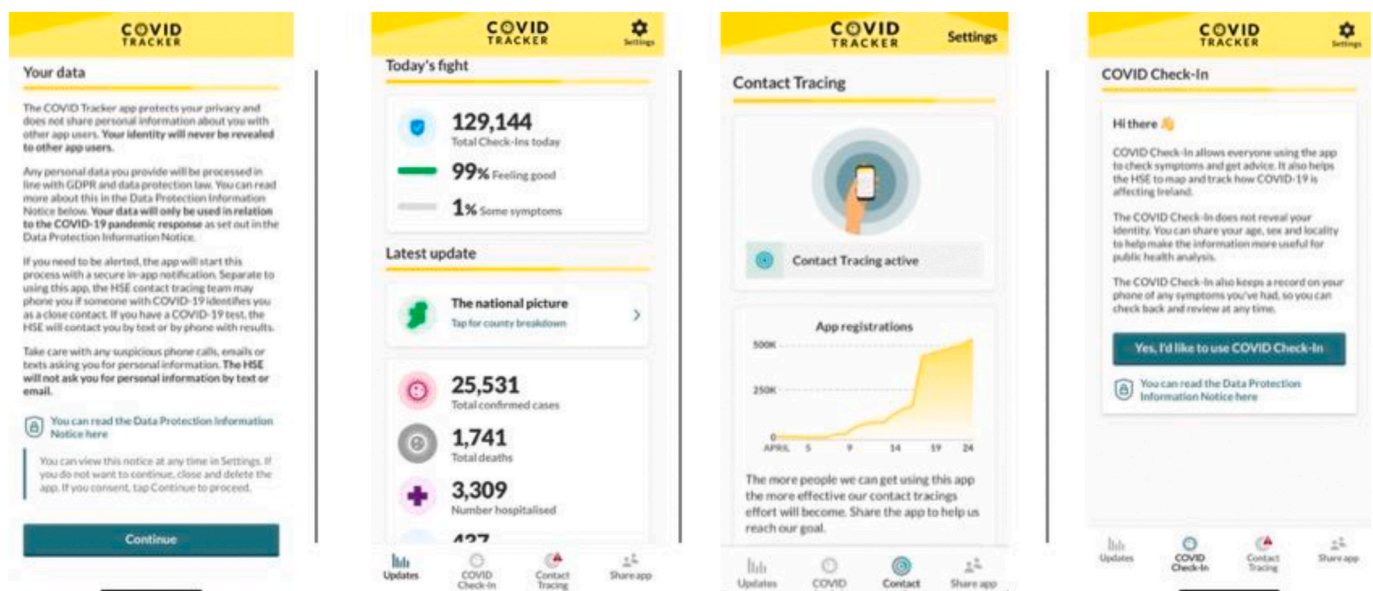 COVID
TRACKER
Your data
The COVID Tracker app protects your privacy and
does not share personal information about you with
other app users. Your identity will never be revealed
to other app users.
Any personal data you provide will be processed in
line with GDPR and data protection law. You can read
more about this in the Data Protection Information
Notice below. Your data will only be used in relation
to the COVID-19 pandemic response as set out in the
Data Protection Information Notice.
If you need to be alerted, the app will start this
process with a secure in-app notification. Separate to
using this app, the HSE contact tracing team may
phone you if someone with COVID-19 identifies you
as a close contact. If you have a COVID-19 test, the
HSE will contact you by text or by phone with results.
Take care with any suspicious phone calls, emails or
texts asking you for personal information. The HSE
will not ask you for personal information by text or
email.
You can read the Data Protection Information
Notice here
You can view this notice at any time in Settings. If
you do not want to continue, close and delete the
app. If you consent, tap Continue to proceed.
Continue
COVID
TRACKER
Settings
Today's fight
129,144
Total Check-Ins today
99% Feeling good
1% Some symptoms
Latest update
The national picture
Tap for county breakdown
25,531
Total confirmed cases
1,741
Total deaths
3,309
Number hospitalised
Updates
COVID
Check-In
Contact
Tracing
Share app
COVID
TRACKER
Settings
Contact Tracing
Contact Tracing active
App registrations
500K
250K
0
APRIL 5 9 14 19 24
The more people we can get using this app
the more effective our contact tracings
effort will become. Share the app to help us
reach our goal.
Updates
COVID
Contact
Share app
COVID
TRACKER
Settings
COVID Check-In
Hi there 👋
COVID Check-In allows everyone using the app
to check symptoms and get advice. It also helps
the HSE to map and track how COVID-19 is
affecting Ireland.
The COVID Check-In does not reveal your
identity. You can share your age, sex and locality
to help make the information more useful for
public health analysis.
The COVID Check-In also keeps a record on your
phone of any symptoms you've had, so you can
check back and review at any time.
Yes, I'd like to use COVID Check-In
You can read the Data Protection
Information Notice here
Updates
COVID
Check-In
Contact
Tracing
Share app